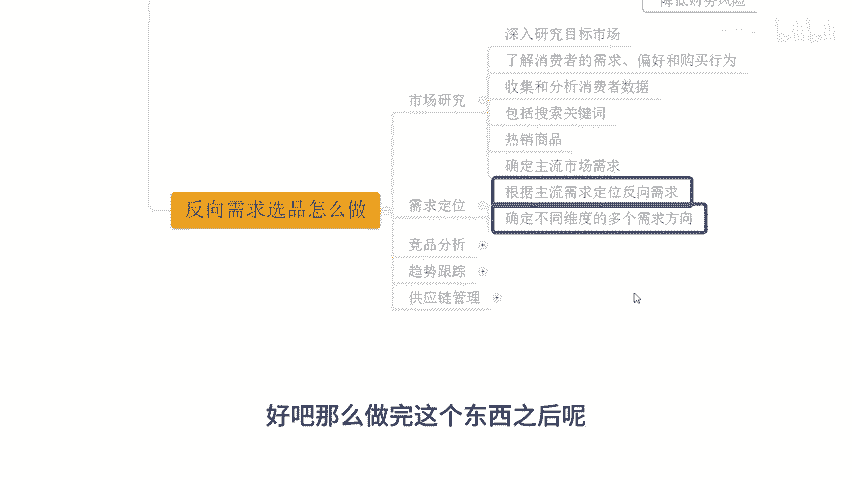 降低财务风险
深入研究目标市场
了解消费者的需求、偏好和购买行为
市场研究
收集和分析消费者数据
包括搜索关键词
热销商品
确定主流市场需求
反向需求选品怎么做
需求定位
根据主流需求定位反向需求
确定不同维度的多个需求方向
竞品分析
趋势跟踪
供应链管理
好吧那么做完这个东西之后呢